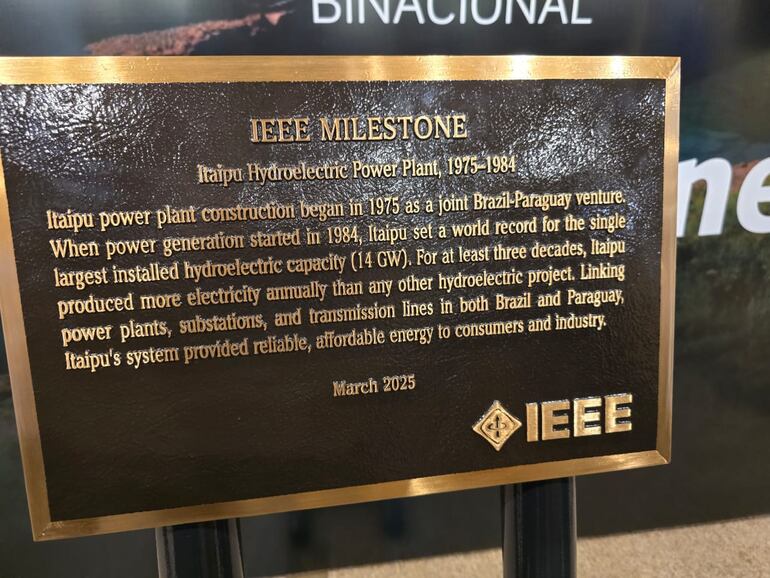 BINACIONAL
IEEE MILESTONE
Itaipu Hydroelectric Power Plant, 1975–1984
Itaipu power plant construction began in 1975 as a joint Brazil-Paraguay venture.
When power generation started in 1984, Itaipu set a world record for the single
largest installed hydroelectric capacity (14 GW). For at least three decades, Itaipu
produced more electricity annually than any other hydroelectric project. Linking
power plants, substations, and transmission lines in both Brazil and Paraguay,
Itaipu's system provided reliable, affordable energy to consumers and industry.
March 2025
IEEE